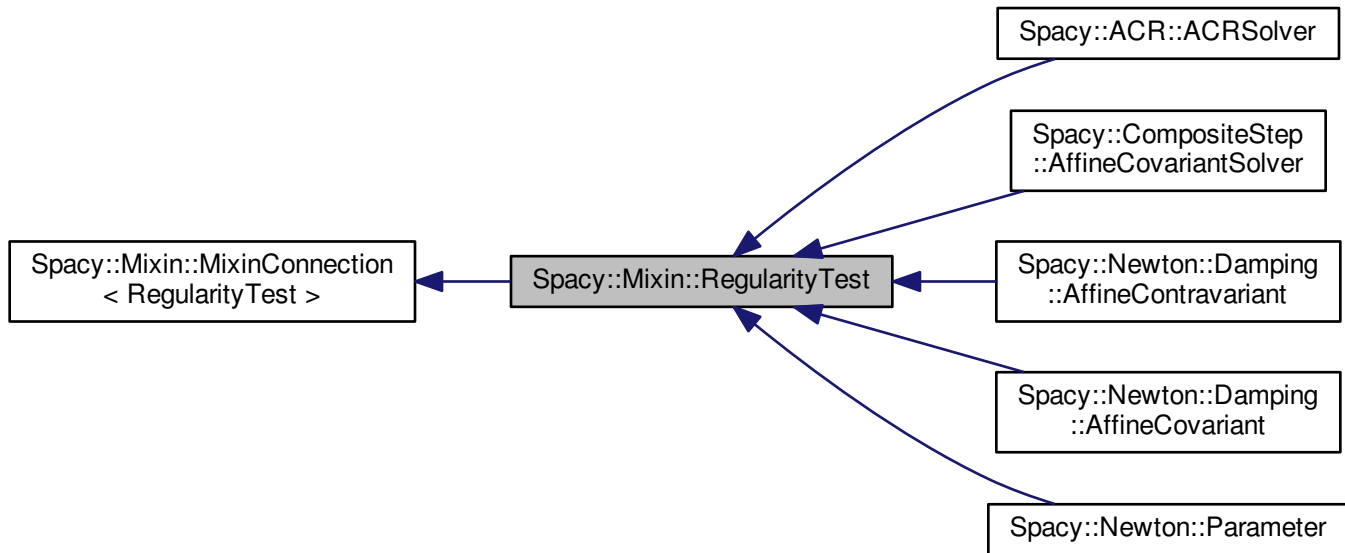 Spacy::ACR::ACRSolver
Spacy::CompositeStep
::AffineCovariantSolver
Spacy::Mixin::MixinConnection
< RegularityTest >
Spacy::Mixin::RegularityTest
Spacy::Newton::Damping
::AffineContravariant
Spacy::Newton::Damping
::AffineCovariant
Spacy::Newton::Parameter